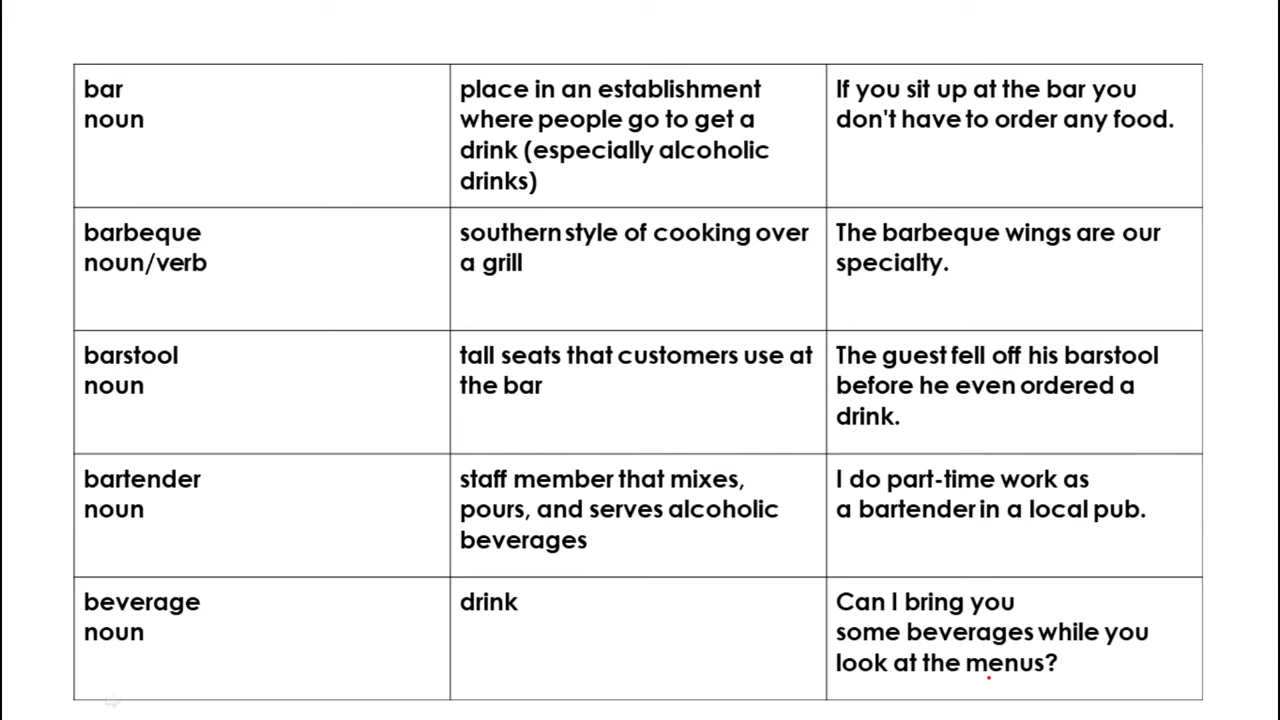 bar
noun
place in an establishment
where people go to get a
drink (especially alcoholic
drinks)
If you sit up at the bar you
don't have to order any food.
barbeque
noun/verb
southern style of cooking over
a grill
The barbeque wings are our
specialty.
barstool
noun
tall seats that customers use at
the bar
The guest fell off his barstool
before he even ordered a
drink.
bartender
noun
staff member that mixes,
pours, and serves alcoholic
beverages
I do part-time work as
a bartender in a local pub.
beverage
noun
drink
Can I bring you
some beverages while you
look at the menus?